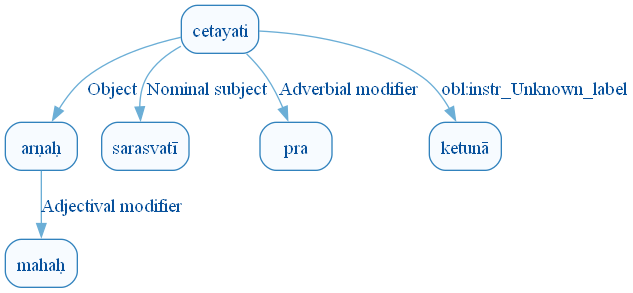 cetayati
Object Nominal subject Adverbial modifier obl:instr_Unknown_label
arṇaḥ sarasvatī pra ketunā
Adjectival modifier
mahaḥ